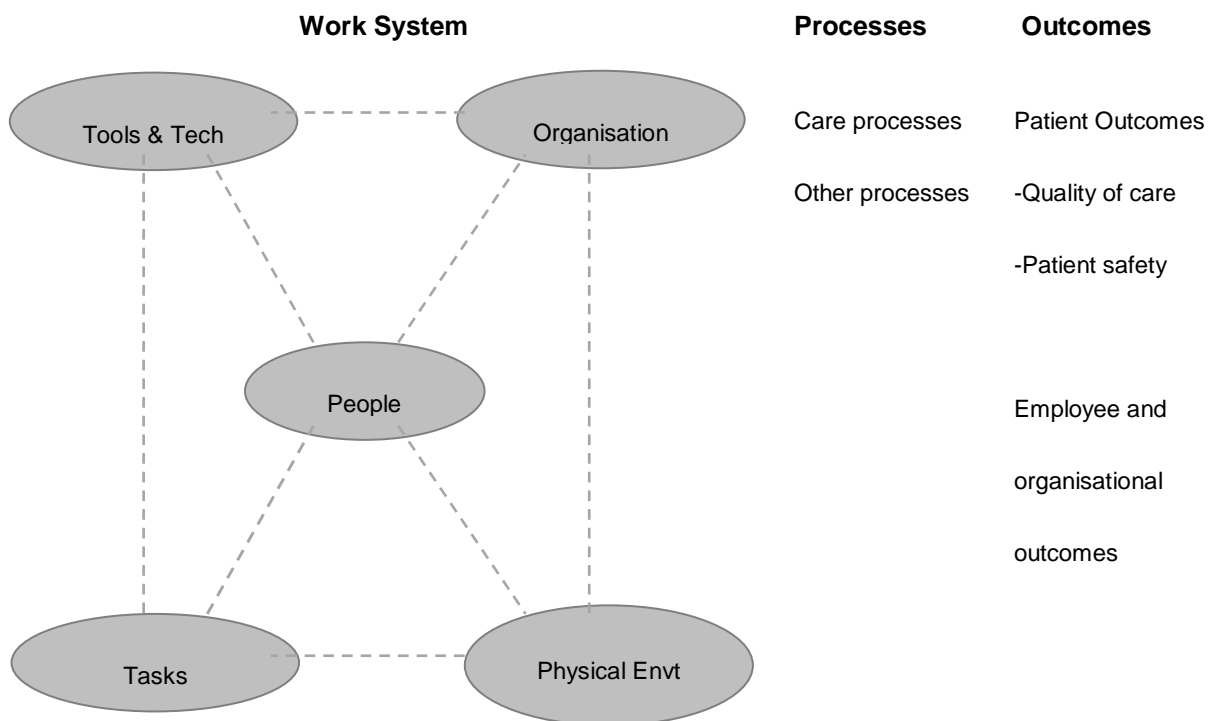 Work System
Processes
Outcomes
Tools & Tech
Organisation
Care processes
Patient Outcomes
Other processes
-Quality of care
-Patient safety
People
Employee and
organisational
outcomes
Tasks
Physical Envt